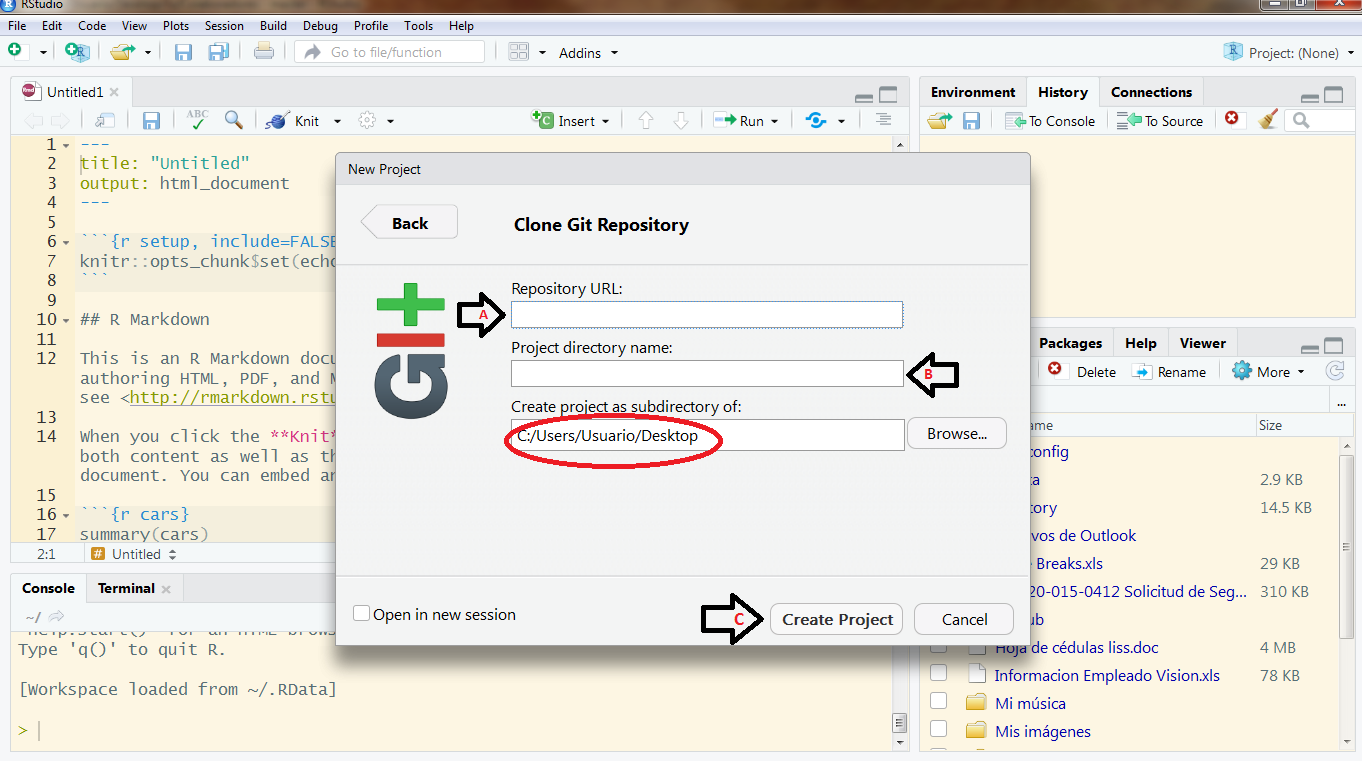 RStudio
File Edit Code View Plots Session Build Debug Profile Tools Help
Go to file/function Addins Project: (None)
Untitled1
ABC Knit Insert Run
1 ---
2 title: "Untitled"
3 output: html_document
4 ---
5
6 ```{r setup, include=FALSE
7 knitr::opts_chunk$set(echo
8 ```
9
10 ## R Markdown
11
12 This is an R Markdown docu
authoring HTML, PDF, and M
see <http://rmarkdown.rstu
13
14 When you click the **Knit*
both content as well as th
document. You can embed an
15
16 ```{r cars}
17 summary(cars)
2:1 # Untitled
Console Terminal
~/
Type 'q()' to quit R.
[Workspace loaded from ~/.RData]
>
New Project
Back
Clone Git Repository
GIt
Repository URL:
A
Project directory name:
B
Create project as subdirectory of:
C:/Users/Usuario/Desktop
Browse...
Open in new session
C
Create Project
Cancel
Environment History Connections
To Console To Source
Packages Help Viewer
Delete Rename More
...
ame Size
onfig
ta 2.9 KB
tory 14.5 KB
vos de Outlook
Breaks.xls 29 KB
20-015-0412 Solicitud de Seg... 310 KB
ub
Hoja de cédulas liss.doc 4 MB
Informacion Empleado Vision.xls 78 KB
Mi música
Mis imágenes